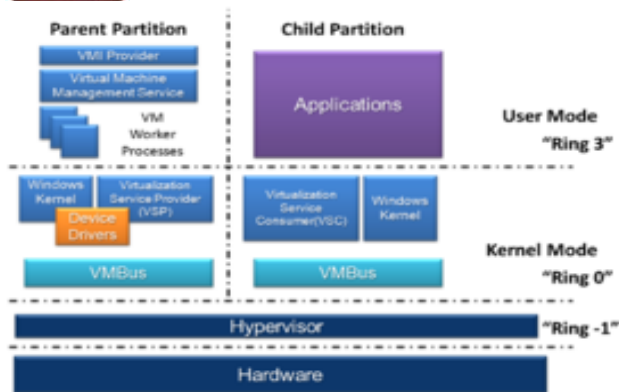 Parent Partition
Child Partition
VMI Provider
Virtual Machine
Management Service
VM
Worker
Processes
Applications
User Mode
“Ring 3”
Windows
Kernel
Virtualization
Service Provider
(VSP)
Device
Drivers
Virtualization
Service
Consumer(VSC)
Windows
Kernel
Kernel Mode
VMBus
VMBus
“Ring 0”
Hypervisor
“Ring -1”
Hardware